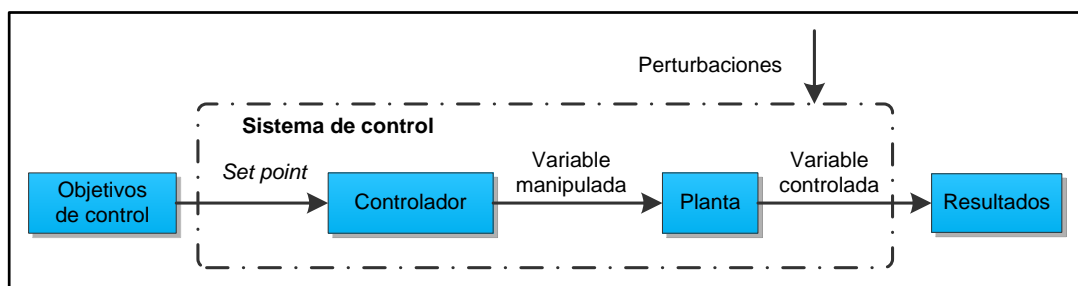 Perturbaciones
Sistema de control
Objetivos
de control
Set point
Controlador
Variable
manipulada
Planta
Variable
controlada
Resultados